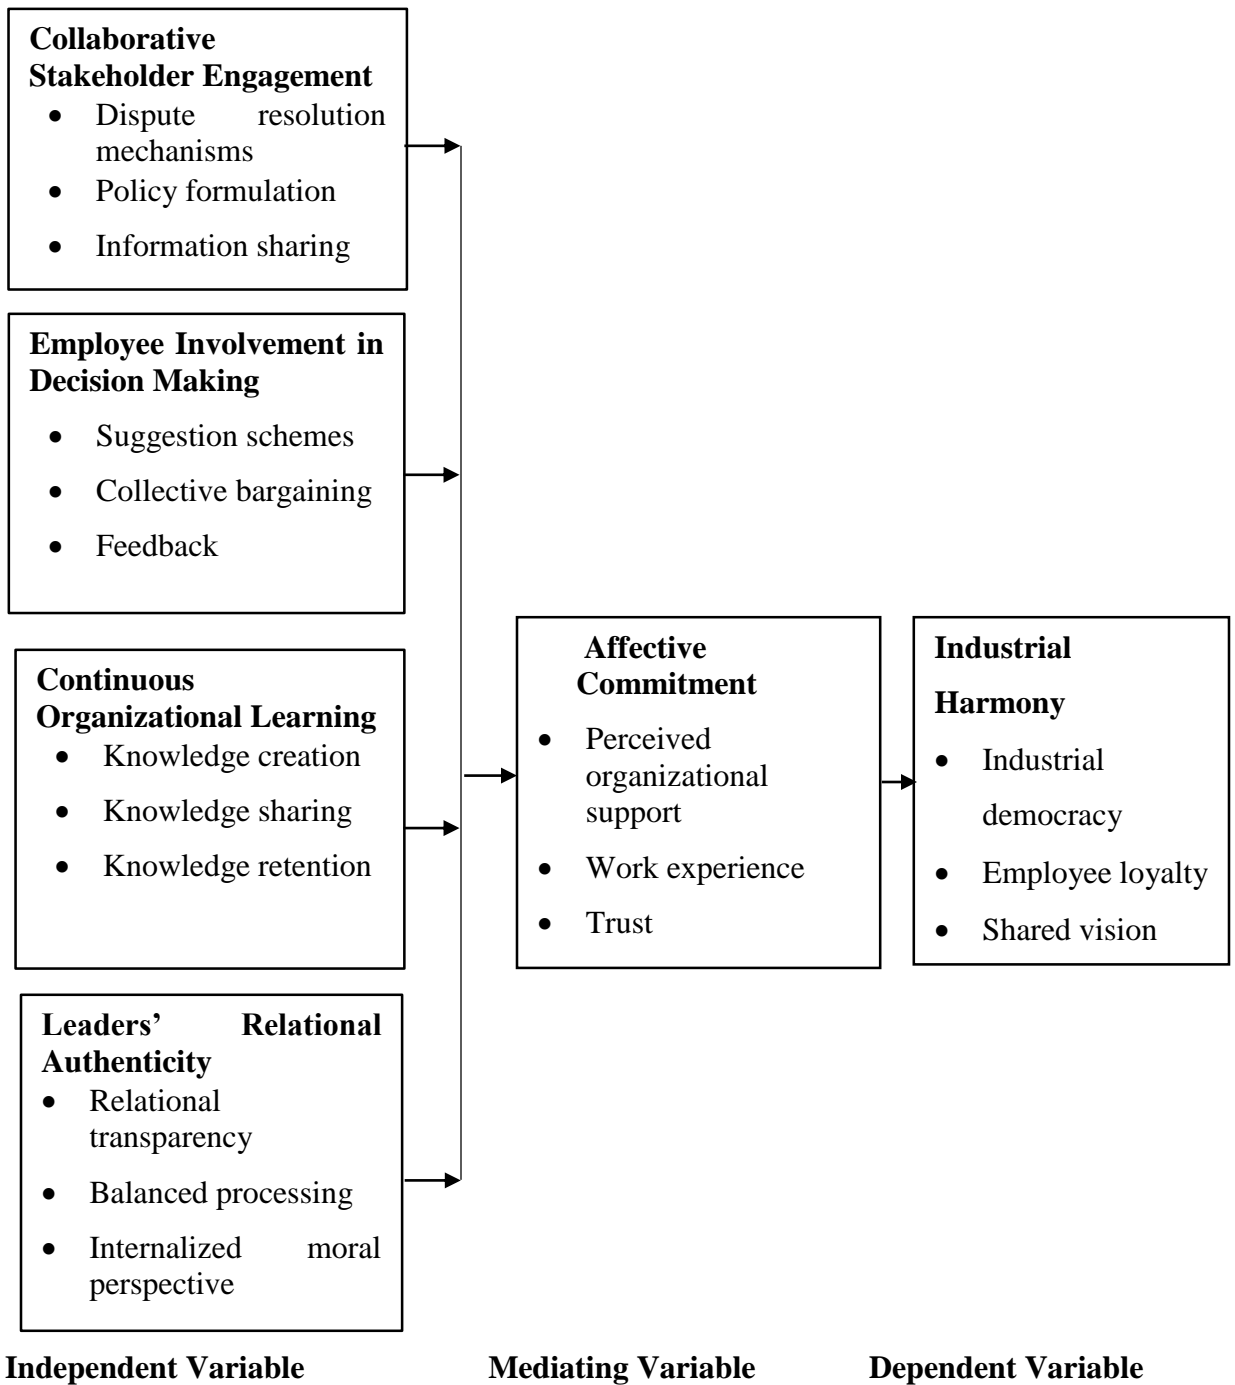 Collaborative
Stakeholder Engagement
• Dispute resolution
mechanisms
• Policy formulation
• Information sharing
Employee Involvement in
Decision Making
• Suggestion schemes
• Collective bargaining
• Feedback
Continuous
Organizational Learning
• Knowledge creation
• Knowledge sharing
• Knowledge retention
Leaders’ Relational
Authenticity
• Relational
transparency
• Balanced processing
• Internalized moral
perspective
Affective
Commitment
• Perceived
organizational
support
• Work experience
• Trust
Industrial
Harmony
• Industrial
democracy
• Employee loyalty
• Shared vision
Independent Variable
Mediating Variable
Dependent Variable